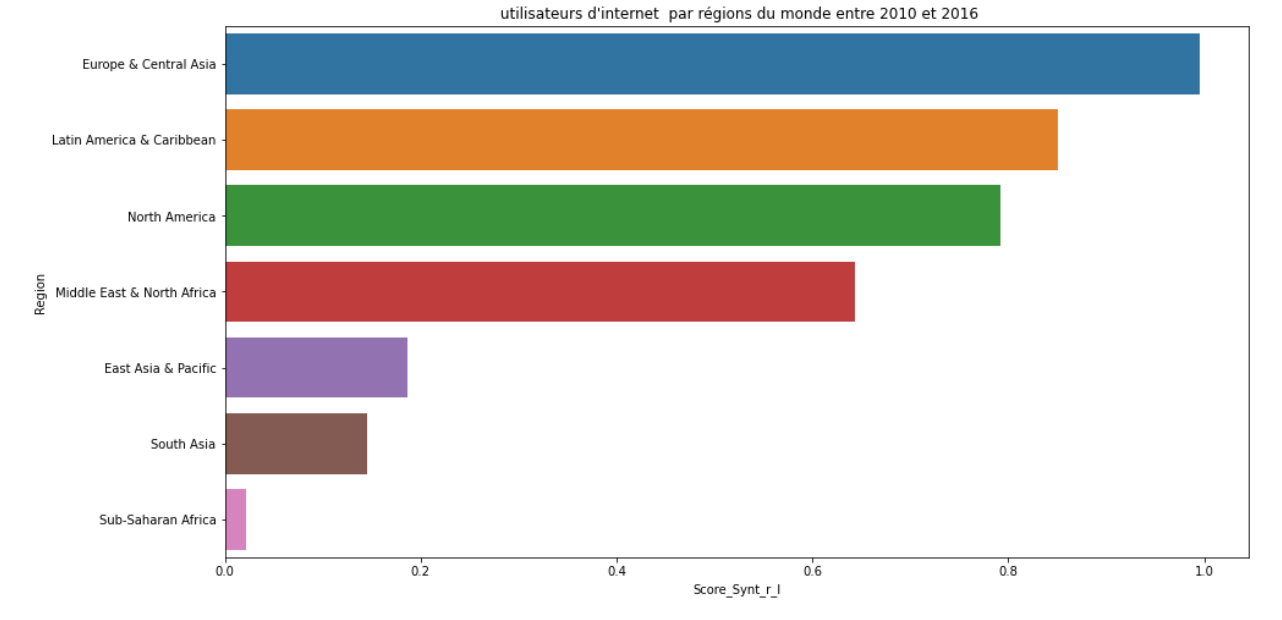 utilisateurs d'internet  par régions du monde entre 2010 et 2016
Europe & Central Asia
Latin America & Caribbean
North America
Region
Middle East & North Africa
East Asia & Pacific
South Asia
Sub-Saharan Africa
0.0 0.2 0.4 0.6 0.8 1.0
Score_Synt_r_I